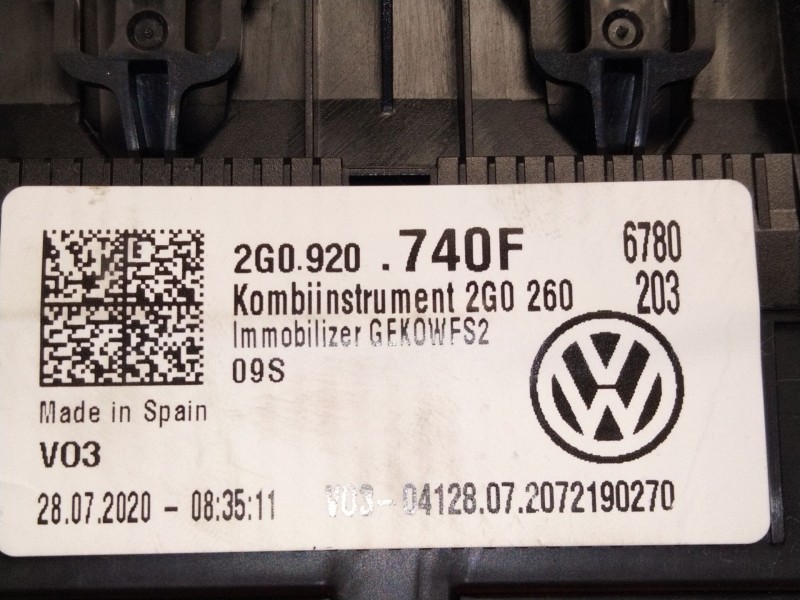 2G0.920 .740F 6780
Kombiinstrument 2G0 260 203
Immobilizer GEKOWFS2
09S
Made in Spain
V03
28.07.2020 - 08:35:11 V03-04128.07.2072190270